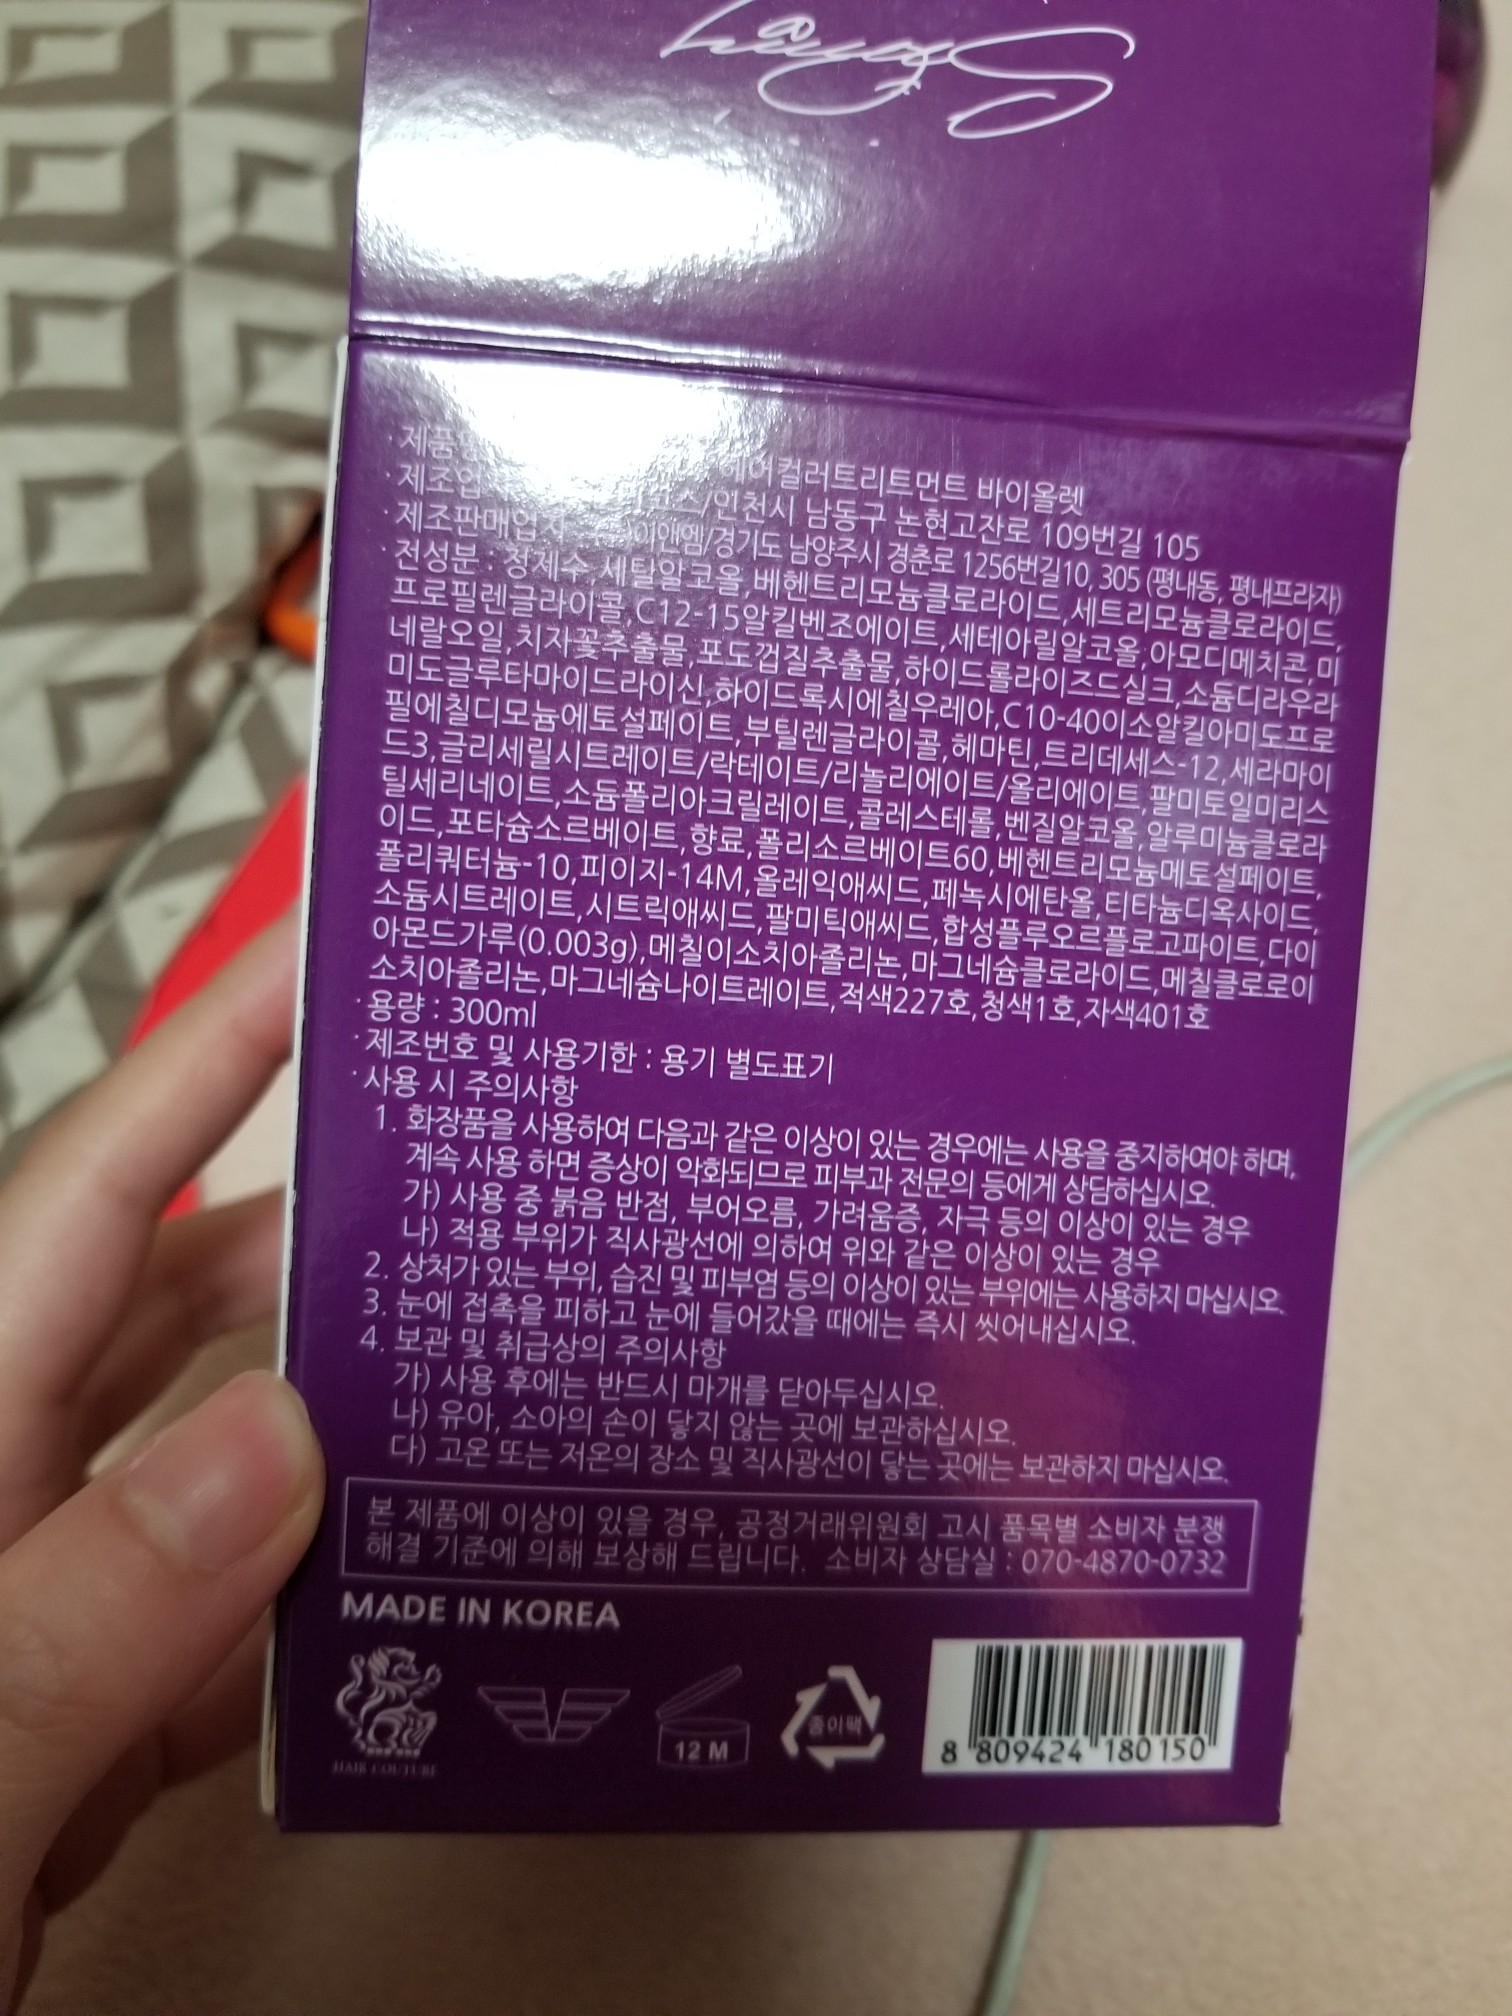 제품
헤어컬러트리트먼트 바이올렛
·제조업 /인천시 남동구 논현고잔로 109번길 105
·제조판매업자 이앤엠/경기도 남양주시 경춘로 1256번길10, 305 (평내동, 평내프라자)
·전성분 : 정제수,세틸알코올,베헨트리모늄클로라이드,세트리모늄클로라이드,
프로필렌글라이콜,C12-15알킬벤조에이트,세테아릴알코올,아모디메치콘,미
네랄오일,치자꽃추출물,포도껍질추출물,하이드롤라이즈드실크,소듐디라우라
미도글루타마이드라이신,하이드록시에칠우레아,C10-40이소알킬아미도프로
필에칠디모늄에토설페이트,부틸렌글라이콜,헤마틴,트리데세스-12,세라마이
드3,글리세릴시트레이트/락테이트/리놀리에이트/올리에이트,팔미토일미리스
틸세리네이트,소듐폴리아크릴레이트,콜레스테롤,벤질알코올,알루미늄클로라
이드,포타슘소르베이트,향료,폴리소르베이트60,베헨트리모늄메토설페이트,
폴리쿼터늄-10,피이지-14M,올레익애씨드,페녹시에탄올,티타늄디옥사이드,
소듐시트레이트,시트릭애씨드,팔미틱애씨드,합성플루오르플로고파이트,다이
아몬드가루(0.003g),메칠이소치아졸리논,마그네슘클로라이드,메칠클로로이
소치아졸리논,마그네슘나이트레이트,적색227호,청색1호,자색401호
·용량 : 300ml
·제조번호 및 사용기한 : 용기 별도표기
·사용 시 주의사항
1. 화장품을 사용하여 다음과 같은 이상이 있는 경우에는 사용을 중지하여야 하며,
계속 사용 하면 증상이 악화되므로 피부과 전문의 등에게 상담하십시오.
가) 사용 중 붉음 반점, 부어오름, 가려움증, 자극 등의 이상이 있는 경우
나) 적용 부위가 직사광선에 의하여 위와 같은 이상이 있는 경우
2. 상처가 있는 부위, 습진 및 피부염 등의 이상이 있는 부위에는 사용하지 마십시오.
3. 눈에 접촉을 피하고 눈에 들어갔을 때에는 즉시 씻어내십시오.
4. 보관 및 취급상의 주의사항
가) 사용 후에는 반드시 마개를 닫아두십시오.
나) 유아, 소아의 손이 닿지 않는 곳에 보관하십시오.
다) 고온 또는 저온의 장소 및 직사광선이 닿는 곳에는 보관하지 마십시오.
본 제품에 이상이 있을 경우, 공정거래위원회 고시 품목별 소비자 분쟁
해결 기준에 의해 보상해 드립니다. 소비자 상담실 : 070-4870-0732
MADE IN KOREA
HAIR COUTURE
12 M
종이팩
8 809424 180150